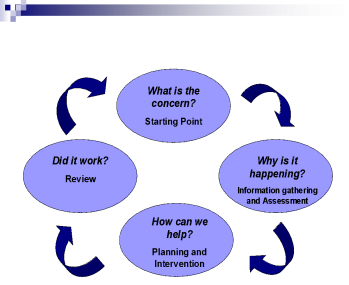 What is the
concern?
Starting Point
Did it work?
Review
Why is it
happening?
Information gathering
and Assessment
How can we
help?
Planning and
Intervention